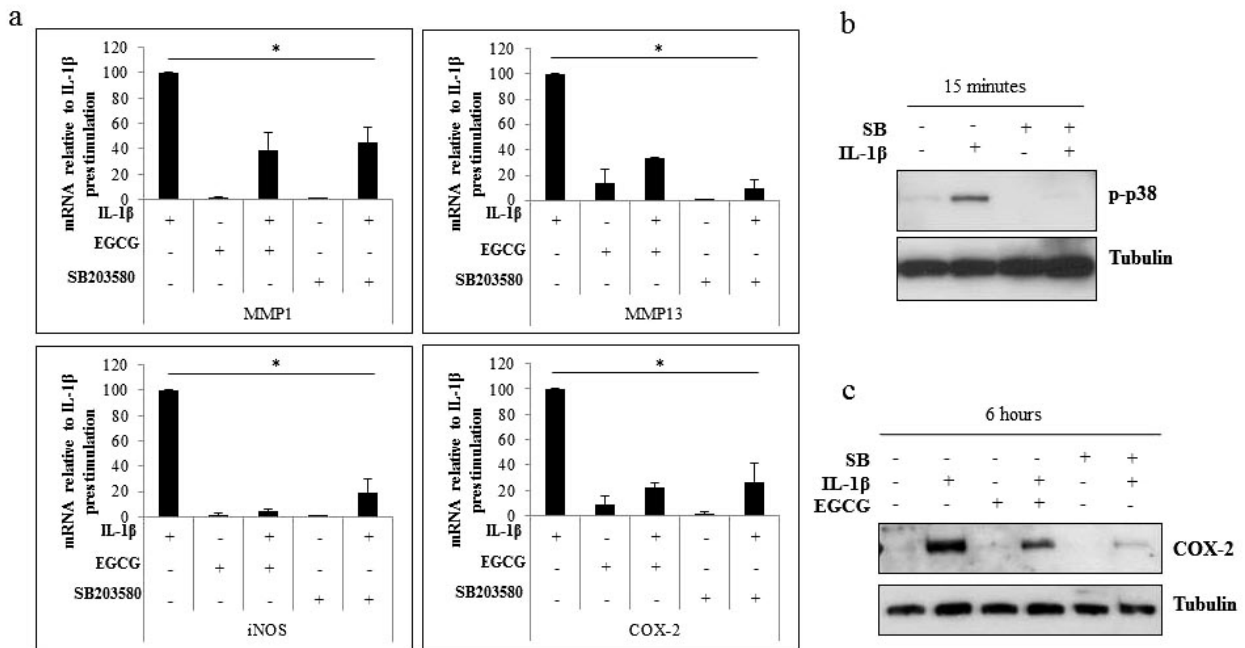 a
*
mRNA relative to IL-1β
prestimulation
120
100
80
60
40
20
0
IL-1β + - + - +
EGCG - + + - -
SB203580 - - - + +
MMP1
*
mRNA relative to IL-1β
prestimulation
120
100
80
60
40
20
0
IL-1β + - + - +
EGCG - + + - -
SB203580 - - - + +
MMP13
*
mRNA relative to IL-1β
prestimulation
120
100
80
60
40
20
0
IL-1β + - + - +
EGCG - + + - -
SB203580 - - - + +
iNOS
*
mRNA relative to IL-1β
prestimulation
120
100
80
60
40
20
0
IL-1β + - + - +
EGCG - + + - -
SB203580 - - - + +
COX-2
b
15 minutes
SB - - + +
IL-1β - + - +
p-p38
Tubulin
c
6 hours
SB - - - - + +
IL-1β - + - + - +
EGCG - - + + - -
COX-2
Tubulin